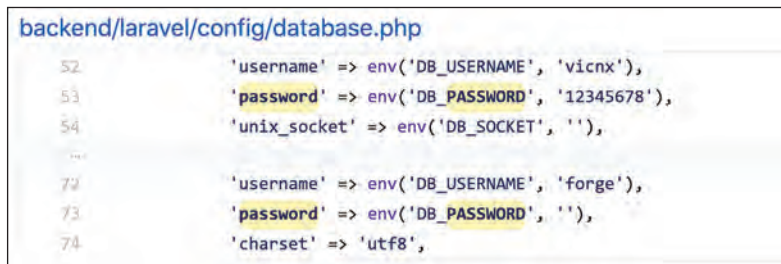 backend/laravel/config/database.php
52 'username' => env('DB_USERNAME', 'vicnx'),
53 'password' => env('DB_PASSWORD', '12345678'),
54 'unix_socket' => env('DB_SOCKET', ''),
...
72 'username' => env('DB_USERNAME', 'forge'),
73 'password' => env('DB_PASSWORD', ''),
74 'charset' => 'utf8',